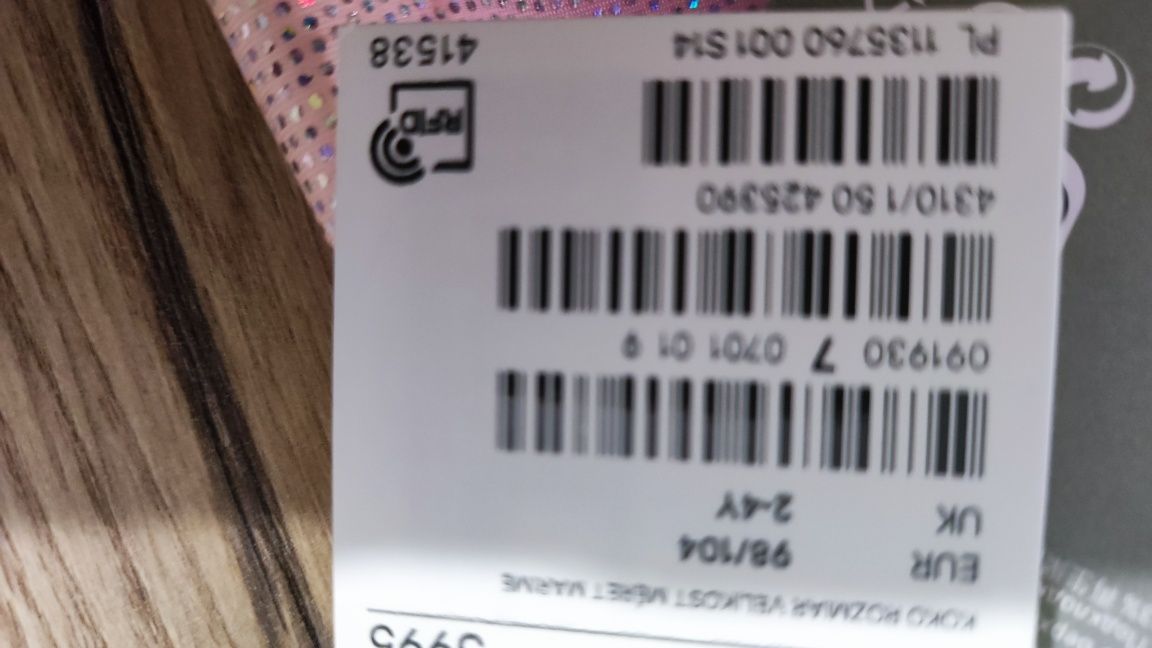 KOKO ROZMIAR VELIKOST MÉRET MARIME
EUR 98/104
UK 2-4Y
091930 7 0701 01 9
4310/1 50 425390
RFID
PL 1135760 001 S14 41538